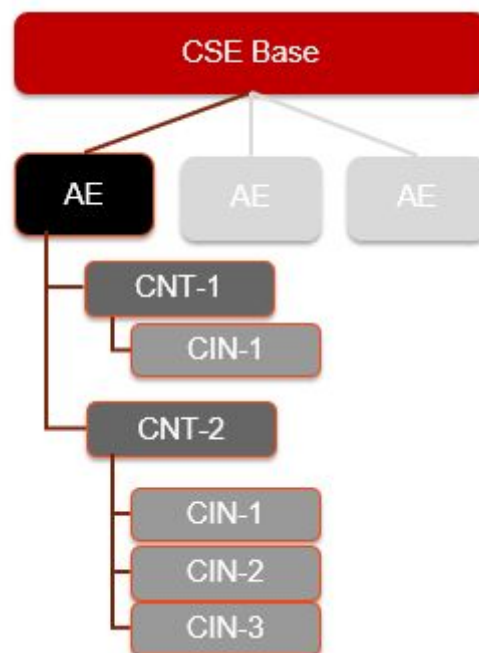 CSE Base
AE AE AE
CNT-1
CIN-1
CNT-2
CIN-1
CIN-2
CIN-3